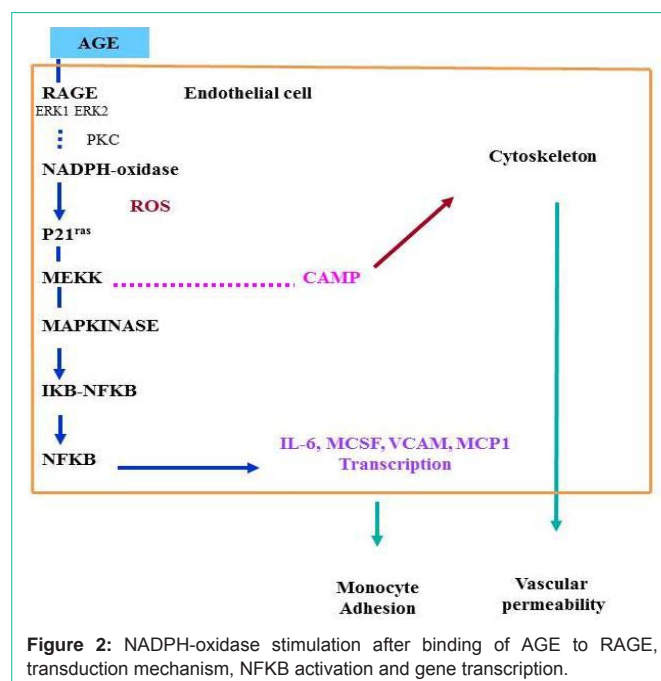 AGE
RAGE
Endothelial cell
ERK1 ERK2
PKC
Cytoskeleton
NADPH-oxidase
ROS
P21ras
MEKK
CAMP
MAPKINASE
IKB-NFKB
IL-6, MCSF, VCAM, MCP1
Transcription
NFKB
Monocyte
Adhesion
Vascular
permeability
Figure 2: NADPH-oxidase stimulation after binding of AGE to RAGE,
transduction mechanism, NFKB activation and gene transcription.